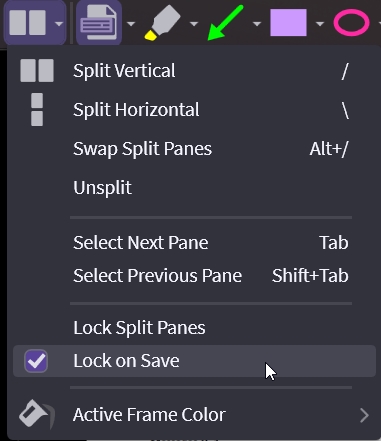 Split Vertical /
Split Horizontal \
Swap Split Panes Alt+/
Unsplit
Select Next Pane Tab
Select Previous Pane Shift+Tab
Lock Split Panes
Lock on Save
Active Frame Color